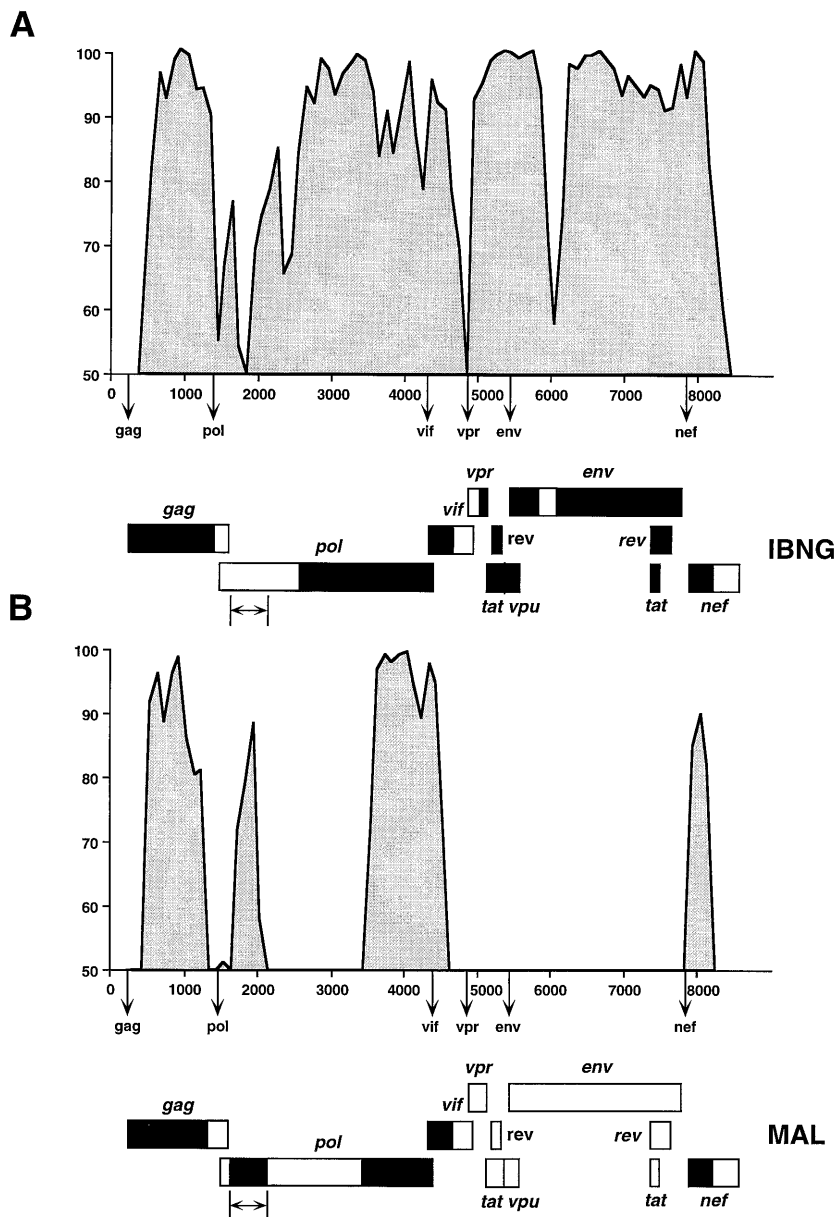 A
100
90
80
70
60
50
0 1000 2000 3000 4000 5000 6000 7000 8000
gag pol vif vpr env nef
vpr env
gag vif rev rev IBNG
pol
tat vpu tat nef
B
100
90
80
70
60
50
0 1000 2000 3000 4000 5000 6000 7000 8000
gag pol vif vpr env nef
vpr env
gag vif rev rev MAL
pol
tat vpu tat nef